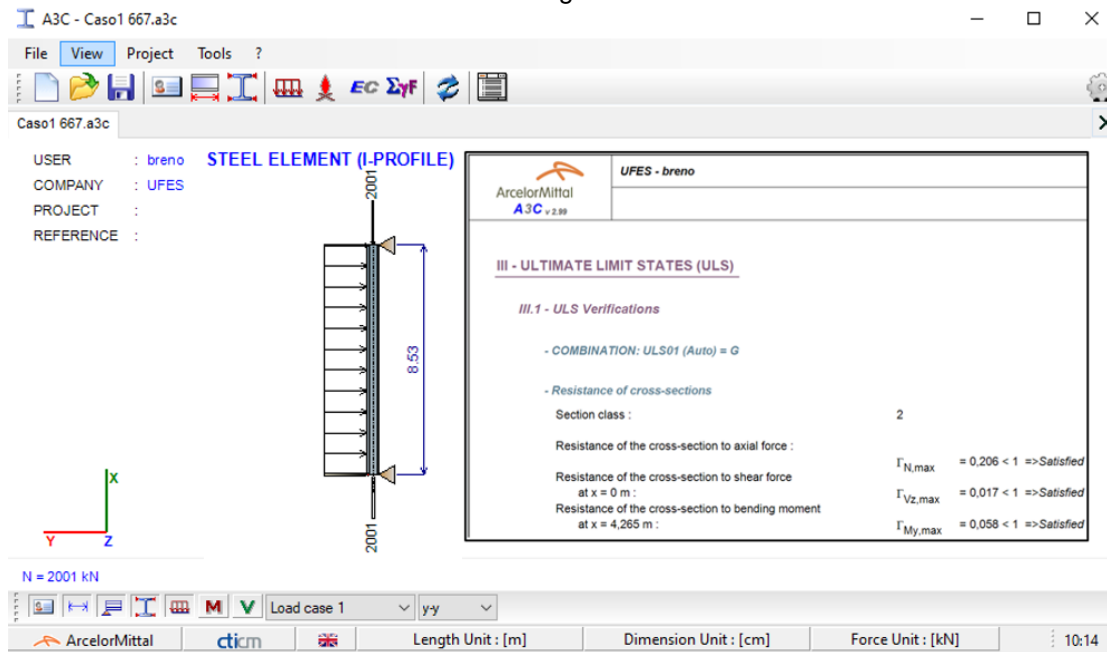 A3C - Caso1 667.a3c
File View Project Tools ?
EC ΣγF
Caso1 667.a3c
USER : breno
COMPANY : UFES
PROJECT :
REFERENCE :
STEEL ELEMENT (I-PROFILE)
2001
8.53
2001
X
Y Z
N = 2001 kN
ArcelorMittal
A3C v 2.99
UFES - breno
III - ULTIMATE LIMIT STATES (ULS)
III.1 - ULS Verifications
- COMBINATION: ULS01 (Auto) = G
- Resistance of cross-sections
Section class : 2
Resistance of the cross-section to axial force :
ΓN,max = 0,206 < 1 =>Satisfied
Resistance of the cross-section to shear force
at x = 0 m : ΓVz,max = 0,017 < 1 =>Satisfied
Resistance of the cross-section to bending moment
at x = 4,265 m : ΓMy,max = 0,058 < 1 =>Satisfied
M V Load case 1 y-y
ArcelorMittal cticm Length Unit : [m] Dimension Unit : [cm] Force Unit : [kN] 10:14